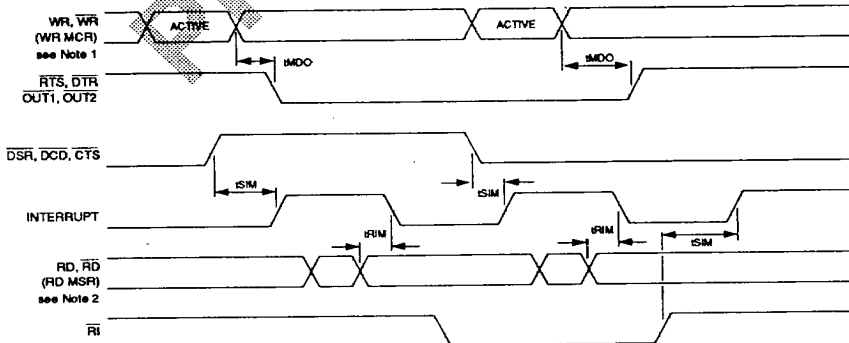 WR, WR
(WR MCR)
see Note 1
ACTIVE
ACTIVE
tMDO
tMDO
RTS, DTR
OUT1, OUT2
DSR, DCD, CTS
tSIM
tSIM
INTERRUPT
tRIM
tRIM
tSIM
RD, RD
(RD MSR)
see Note 2
RI